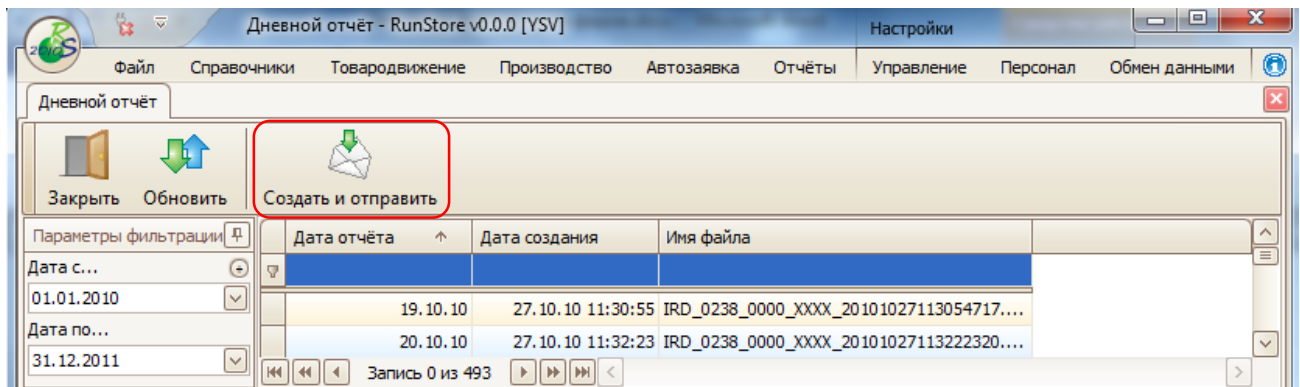 Дневной отчёт - RunStore v0.0.0 [YSV]
Настройки
2010
RS
Файл Справочники Товародвижение Производство Автозаявка Отчёты Управление Персонал Обмен данными
Дневной отчёт
Закрыть Обновить Создать и отправить
Параметры фильтрации
Дата отчёта Дата создания Имя файла
Дата с...
01.01.2010
19.10.10 27.10.10 11:30:55 IRD_0238_0000_XXXX_20101027113054717....
Дата по...
20.10.10 27.10.10 11:32:23 IRD_0238_0000_XXXX_20101027113222320....
31.12.2011
Запись 0 из 493